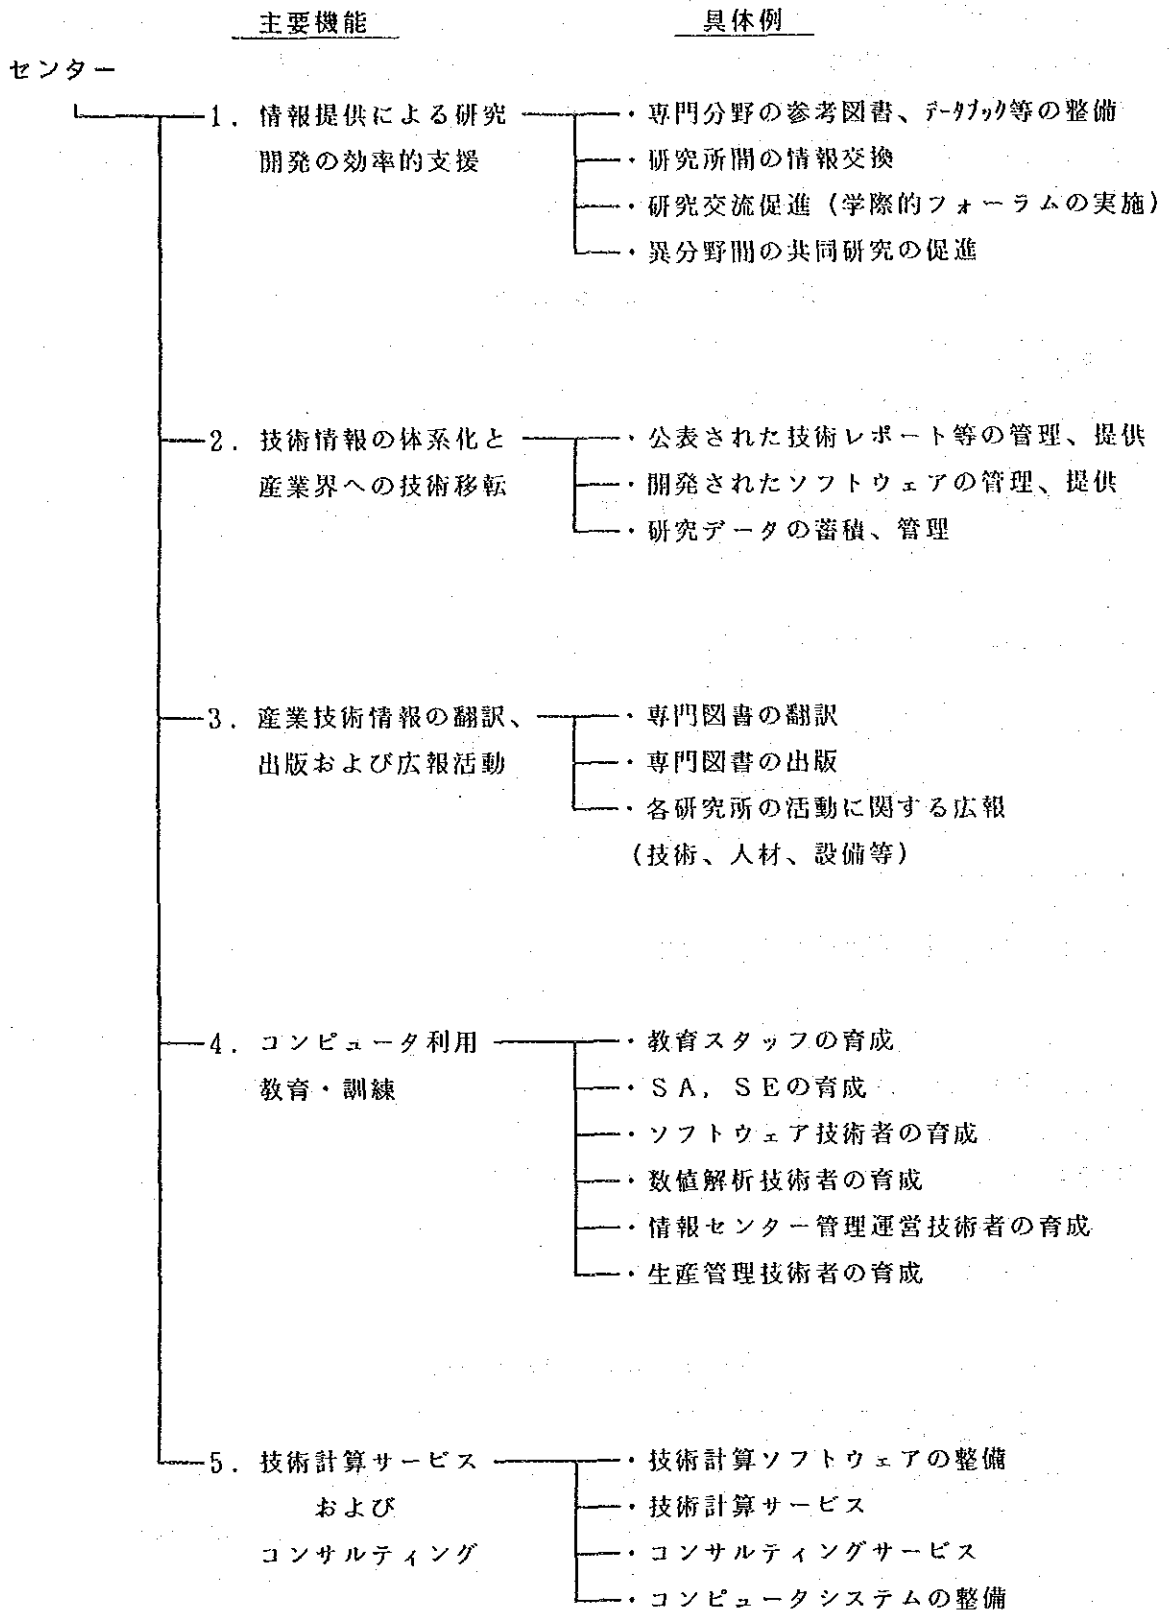 主要機能 具体例
センター
1. 情報提供による研究 ・専門分野の参考図書、データブック等の整備
開発の効率的支援 ・研究所間の情報交換
・研究交流促進（学際的フォーラムの実施）
・異分野間の共同研究の促進
2. 技術情報の体系化と ・公表された技術レポート等の管理、提供
産業界への技術移転 ・開発されたソフトウェアの管理、提供
・研究データの蓄積、管理
3. 産業技術情報の翻訳、 ・専門図書の翻訳
出版および広報活動 ・専門図書の出版
・各研究所の活動に関する広報
（技術、人材、設備等）
4. コンピュータ利用 ・教育スタッフの育成
教育・訓練 ・SA, SEの育成
・ソフトウェア技術者の育成
・数値解析技術者の育成
・情報センター管理運営技術者の育成
・生産管理技術者の育成
5. 技術計算サービス ・技術計算ソフトウェアの整備
および ・技術計算サービス
コンサルティング ・コンサルティングサービス
・コンピュータシステムの整備